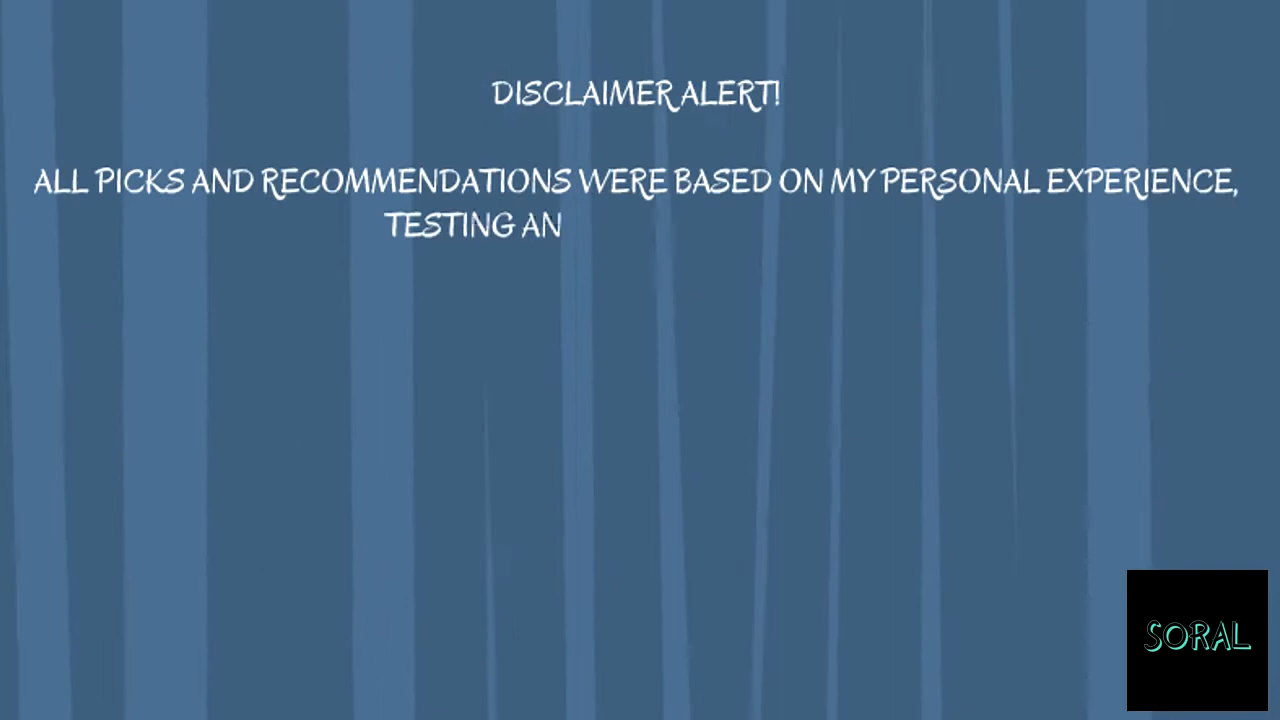 DISCLAIMER ALERT!
ALL PICKS AND RECOMMENDATIONS WERE BASED ON MY PERSONAL EXPERIENCE,
TESTING AN
SORAL